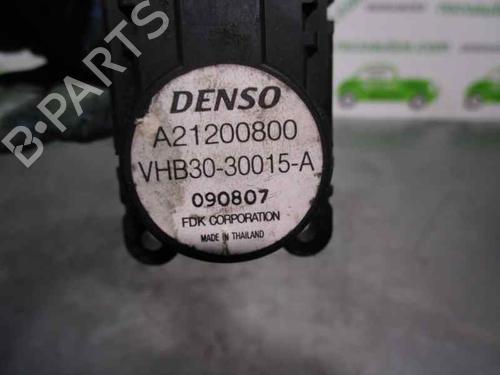 B-PARTS
DENSO
A21200800
VHB30-30015-A
090807
FDK CORPORATION
MADE IN THAILAND